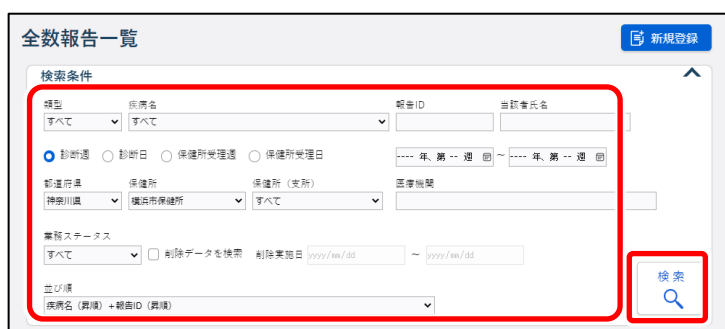 全数報告一覧
新規登録
検索条件
類型 疾病名 報告ID 当該者氏名
すべて すべて
診断週 診断日 保健所受理週 保健所受理日 ---- 年、第 -- 週 ~ ---- 年、第 -- 週
都道府県 保健所 保健所（支所） 医療機関
神奈川県 横浜市保健所 すべて
業務ステータス
すべて 削除データを検索 削除実施日 yyyy/mm/dd ~ yyyy/mm/dd
並び順
疾病名（昇順）+報告ID（昇順）
検索